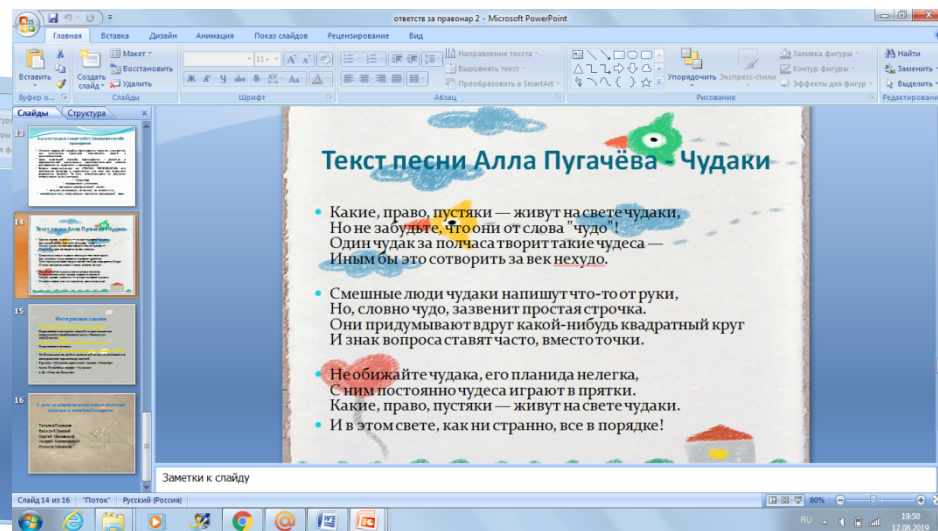 ответств за правонар 2 - Microsoft PowerPoint
Главная Вставка Дизайн Анимация Показ слайдов Рецензирование Вид
Вставить
Создать слайд
Макет
Восстановить
Удалить
Направление текста
Выровнять текст
Преобразовать в SmartArt
Упорядочить
Экспресс-стили
Заливка фигуры
Контур фигуры
Эффекты для фигур
Найти
Заменить
Выделить
Буфер о...
Слайды
Шрифт
Абзац
Рисование
Редактирован
Слайды Структура
13
14
15
Интересные ссылки
16
Текст песни Алла Пугачёва - Чудаки
Какие, право, пустяки — живут на свете чудаки,
Но не забудьте, что они от слова "чудо"!
Один чудак за полчаса творит такие чудеса —
Иным бы это сотворить за век нехудо.
Смешные люди чудаки напишут что-то от руки,
Но, словно чудо, зазвенит простая строчка.
Они придумывают вдруг какой-нибудь квадратный круг
И знак вопроса ставят часто, вместо точки.
Не обижайте чудака, его планида нелегка,
С ним постоянно чудеса играют в прятки.
Какие, право, пустяки — живут на свете чудаки.
И в этом свете, как ни странно, все в порядке!
Заметки к слайду
Слайд 14 из 16 "Поток" Русский (Россия)
80%
RU
19:50
12.08.2019